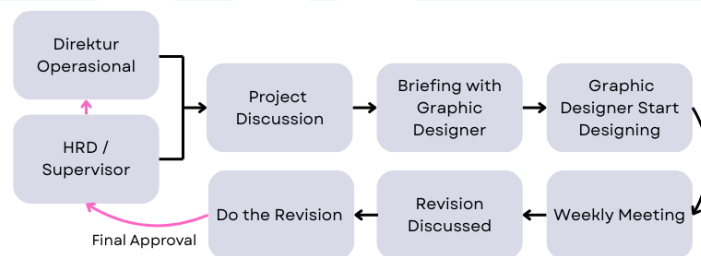 Direktur
Operasional
HRD /
Supervisor
Project
Discussion
Briefing with
Graphic
Designer
Graphic
Designer Start
Designing
Weekly Meeting
Revision
Discussed
Do the Revision
Final Approval